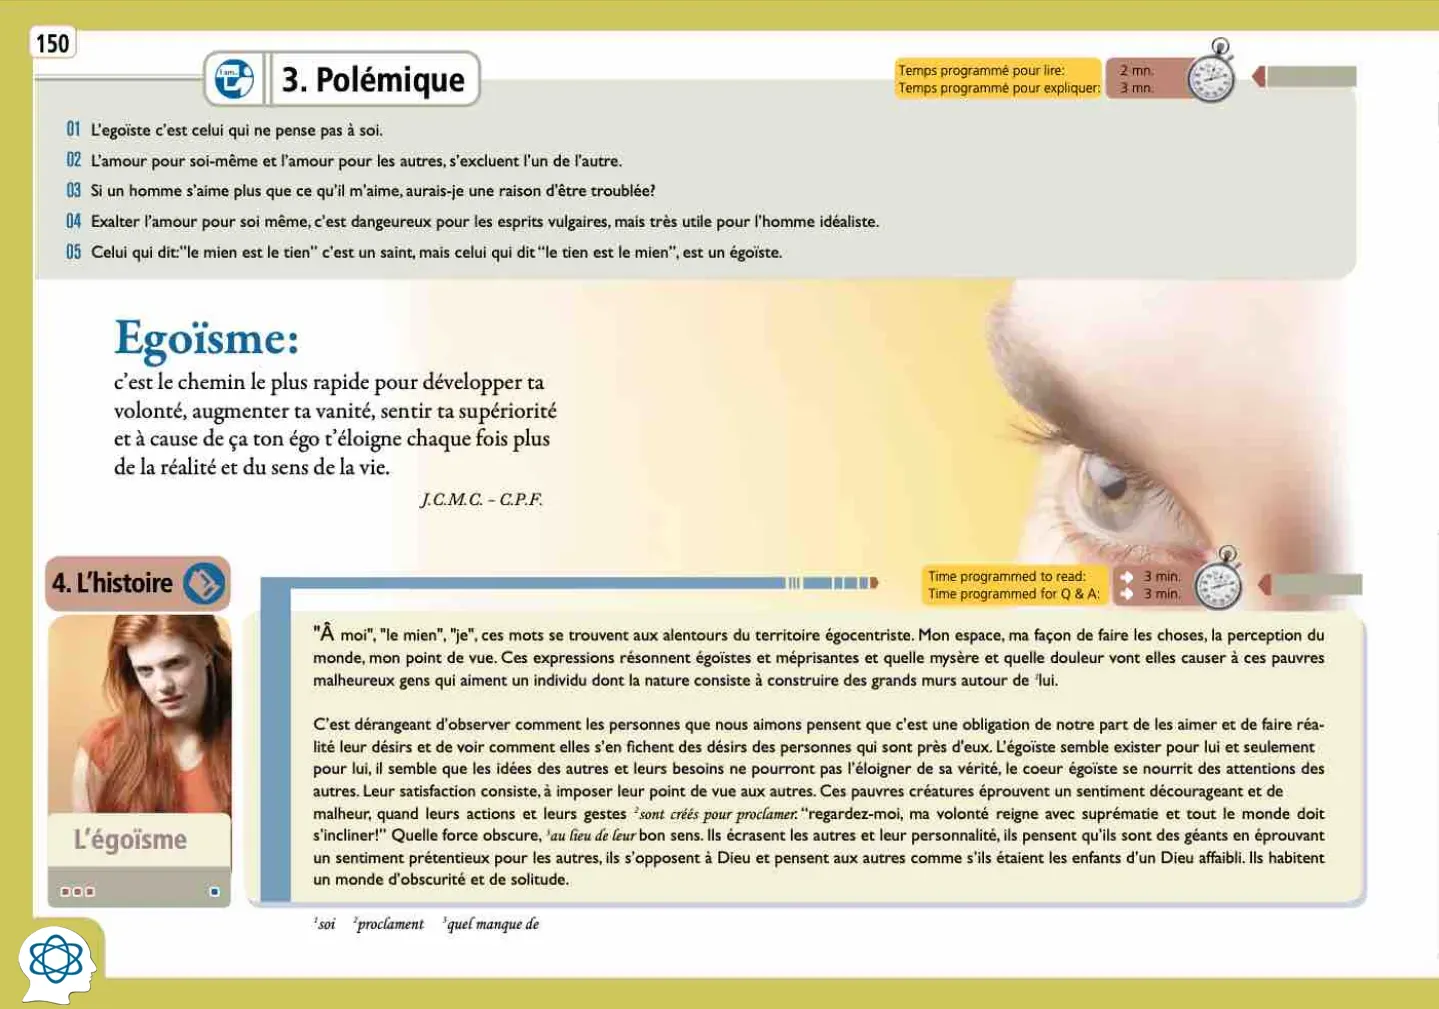 150
3. Polémique
Temps programmé pour lire: 2 mn.
Temps programmé pour expliquer: 3 mn.
01 L'egoïste c'est celui qui ne pense pas à soi.
02 L'amour pour soi-même et l'amour pour les autres, s'excluent l'un de l'autre.
03 Si un homme s'aime plus que ce qu'il m'aime, aurais-je une raison d'être troublée?
04 Exalter l'amour pour soi même, c'est dangeureux pour les esprits vulgaires, mais très utile pour l'homme idéaliste.
05 Celui qui dit:"le mien est le tien" c'est un saint, mais celui qui dit "le tien est le mien", est un égoïste.
Egoïsme:
c'est le chemin le plus rapide pour développer ta
volonté, augmenter ta vanité, sentir ta supériorité
et à cause de ça ton égo t'éloigne chaque fois plus
de la réalité et du sens de la vie.
J.C.M.C. – C.P.F.
4. L'histoire
Time programmed to read: 3 min.
Time programmed for Q & A: 3 min.
"Â moi", "le mien", "je", ces mots se trouvent aux alentours du territoire égocentriste. Mon espace, ma façon de faire les choses, la perception du
monde, mon point de vue. Ces expressions résonnent égoïstes et méprisantes et quelle mysère et quelle douleur vont elles causer à ces pauvres
malheureux gens qui aiment un individu dont la nature consiste à construire des grands murs autour de ¹lui.
C'est dérangeant d'observer comment les personnes que nous aimons pensent que c'est une obligation de notre part de les aimer et de faire réa-
lité leur désirs et de voir comment elles s'en fichent des désirs des personnes qui sont près d'eux. L'égoïste semble exister pour lui et seulement
pour lui, il semble que les idées des autres et leurs besoins ne pourront pas l'éloigner de sa vérité, le coeur égoïste se nourrit des attentions des
autres. Leur satisfaction consiste, à imposer leur point de vue aux autres. Ces pauvres créatures éprouvent un sentiment décourageant et de
malheur, quand leurs actions et leurs gestes ²sont créés pour proclamer: "regardez-moi, ma volonté reigne avec suprématie et tout le monde doit
s'incliner!" Quelle force obscure, ³au lieu de leur bon sens. Ils écrasent les autres et leur personnalité, ils pensent qu'ils sont des géants en éprouvant
un sentiment prétentieux pour les autres, ils s'opposent à Dieu et pensent aux autres comme s'ils étaient les enfants d'un Dieu affaibli. Ils habitent
un monde d'obscurité et de solitude.
L'égoïsme
¹soi ²proclament ³quel manque de